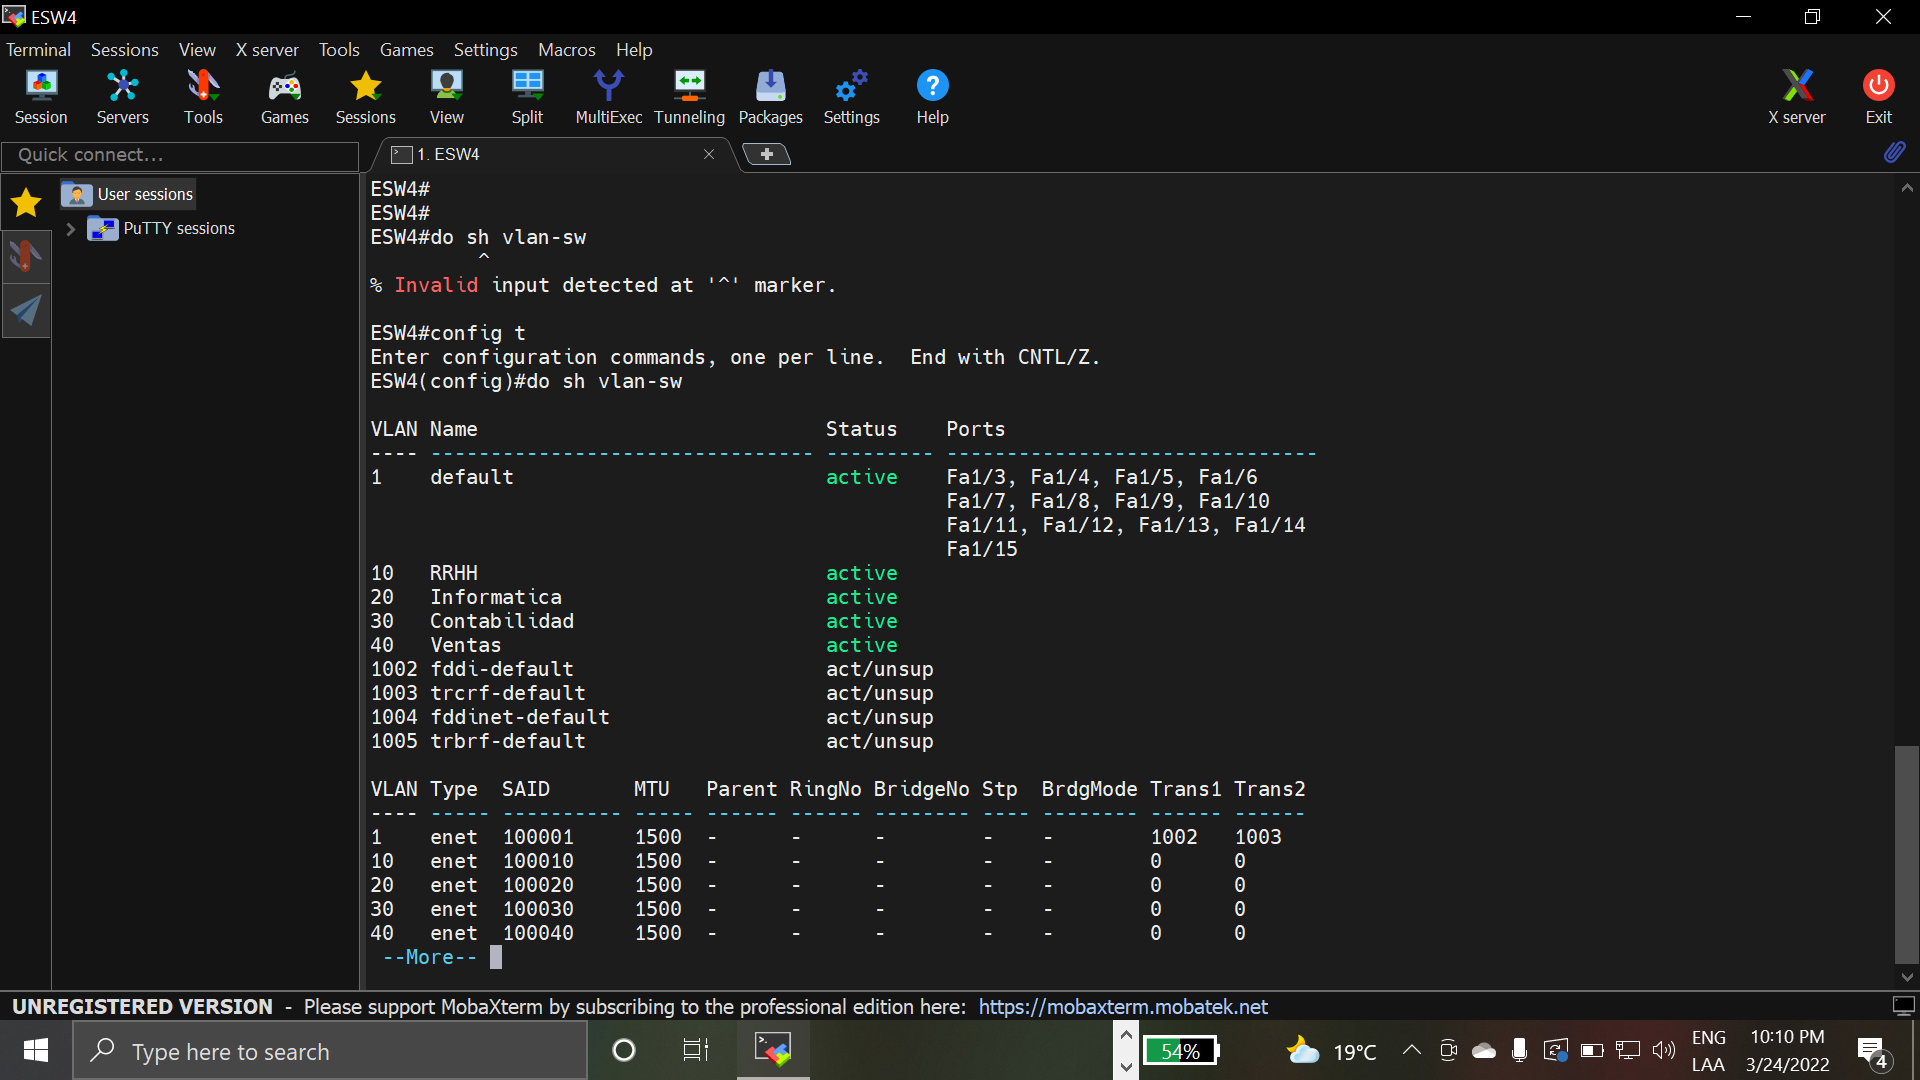 ESW4
Terminal Sessions View X server Tools Games Settings Macros Help
Session Servers Tools Games Sessions View Split MultiExec Tunneling Packages Settings Help X server Exit
Quick connect...
1. ESW4
User sessions
PuTTY sessions
ESW4#
ESW4#
ESW4#do sh vlan-sw
^
% Invalid input detected at '^' marker.
ESW4#config t
Enter configuration commands, one per line.  End with CNTL/Z.
ESW4(config)#do sh vlan-sw
VLAN Name                             Status    Ports
---- -------------------------------- --------- -------------------------------
1    default                          active    Fa1/3, Fa1/4, Fa1/5, Fa1/6
Fa1/7, Fa1/8, Fa1/9, Fa1/10
Fa1/11, Fa1/12, Fa1/13, Fa1/14
Fa1/15
10   RRHH                             active
20   Informatica                      active
30   Contabilidad                     active
40   Ventas                           active
1002 fddi-default                     act/unsup
1003 trcrf-default                    act/unsup
1004 fddinet-default                  act/unsup
1005 trbrf-default                    act/unsup
VLAN Type  SAID       MTU   Parent RingNo BridgeNo Stp  BrdgMode Trans1 Trans2
---- ----- ---------- ----- ------ ------ -------- ---- -------- ------ ------
1    enet  100001     1500  -      -      -        -    -        1002   1003
10   enet  100010     1500  -      -      -        -    -        0      0
20   enet  100020     1500  -      -      -        -    -        0      0
30   enet  100030     1500  -      -      -        -    -        0      0
40   enet  100040     1500  -      -      -        -    -        0      0
--More--
UNREGISTERED VERSION - Please support MobaXterm by subscribing to the professional edition here: https://mobaxterm.mobatek.net
Type here to search
54%
19°C
ENG
LAA
10:10 PM
3/24/2022
4